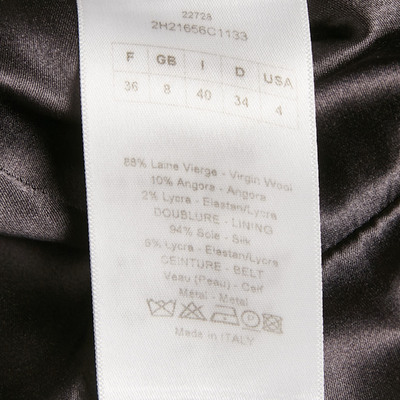 22728
2H21656C1133
F GB I D USA
36 8 40 34 4
88% Laine Vierge - Virgin Wool
10% Angora - Angora
2% Lycra - Elastan/Lycra
DOUBLURE - LINING
94% Soie - Silk
6% Lycra - Elastan/Lycra
CEINTURE - BELT
Veau (Peau) - Calf
Métal - Metal
Made in ITALY